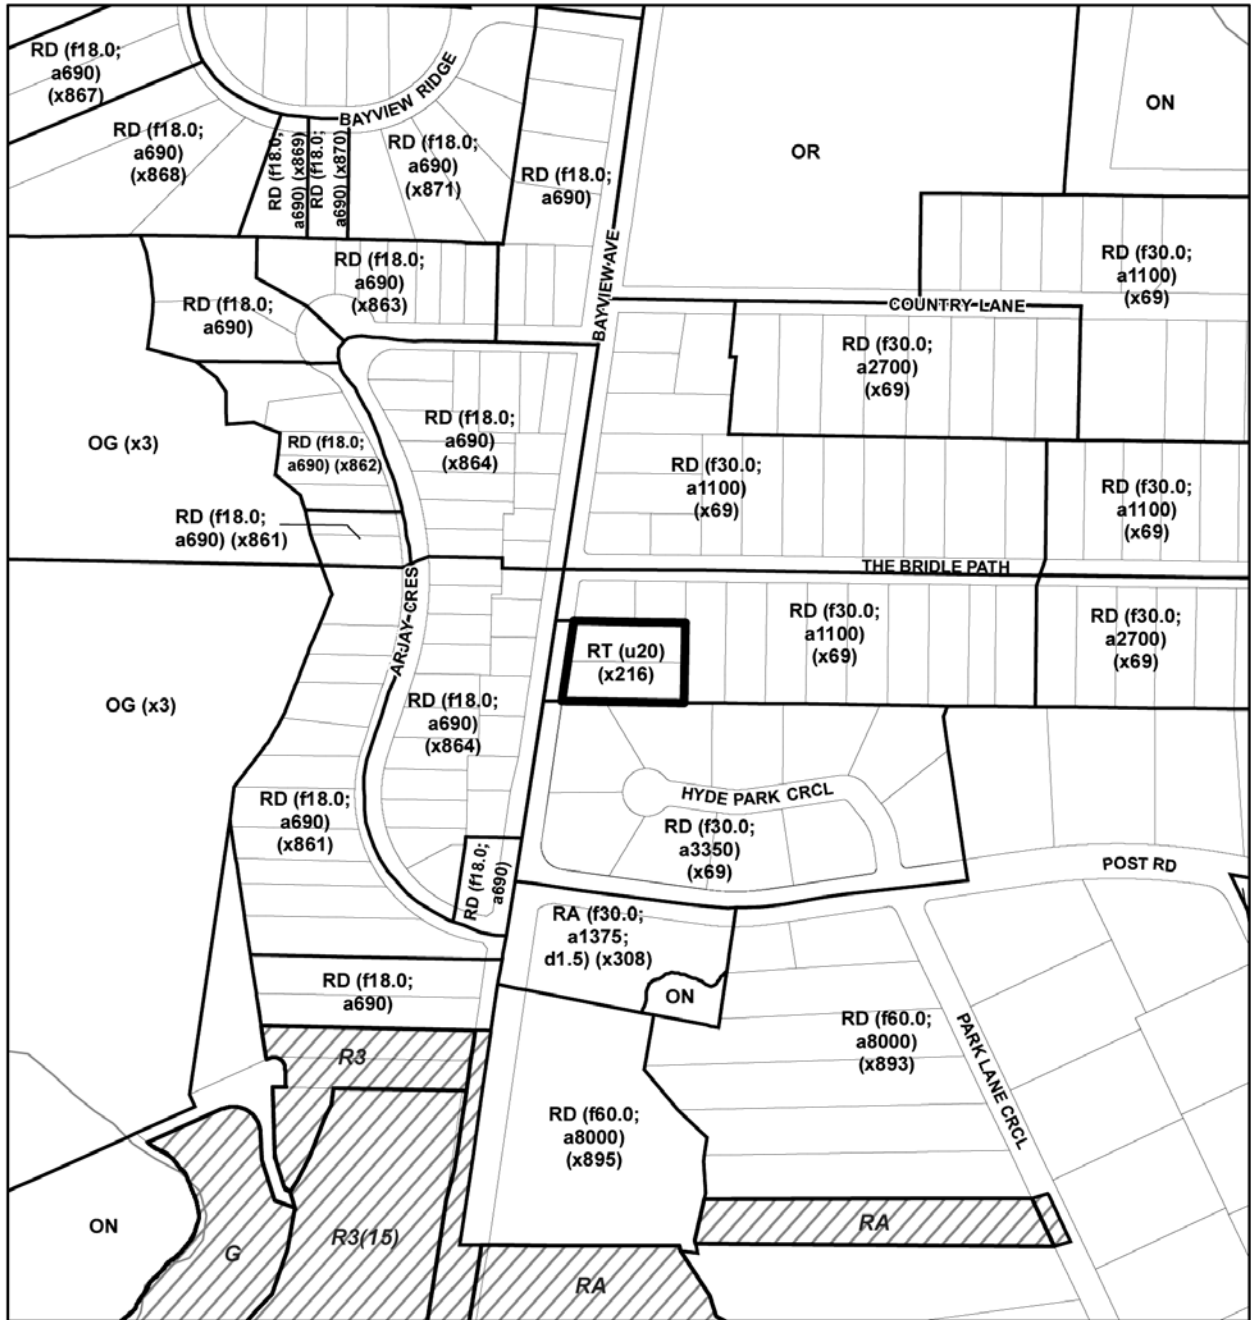 RD (f18.0;
a690)
(x867)
RD (f18.0;
a690)
(x868)
RD (f18.0;
a690) (x869)
RD (f18.0;
a690) (x870)
BAYVIEW RIDGE
RD (f18.0;
a690)
(x871)
RD (f18.0;
a690)
OR
ON
RD (f18.0;
a690)
RD (f18.0;
a690)
(x863)
BAYVIEW AVE
RD (f30.0;
a1100)
(x69)
COUNTRY LANE
RD (f30.0;
a2700)
(x69)
OG (x3)
RD (f18.0;
a690) (x862)
RD (f18.0;
a690)
(x864)
RD (f30.0;
a1100)
(x69)
RD (f30.0;
a1100)
(x69)
RD (f18.0;
a690) (x861)
THE BRIDLE PATH
ARJAY CRES
RT (u20)
(x216)
RD (f30.0;
a1100)
(x69)
RD (f30.0;
a2700)
(x69)
OG (x3)
RD (f18.0;
a690)
(x864)
HYDE PARK CRCL
RD (f18.0;
a690)
(x861)
RD (f30.0;
a3350)
(x69)
POST RD
RD (f18.0;
a690)
RA (f30.0;
a1375;
d1.5) (x308)
ON
RD (f18.0;
a690)
RD (f60.0;
a8000)
(x893)
PARK LANE CRCL
R3
RD (f60.0;
a8000)
(x895)
ON
G
R3(15)
RA
RA